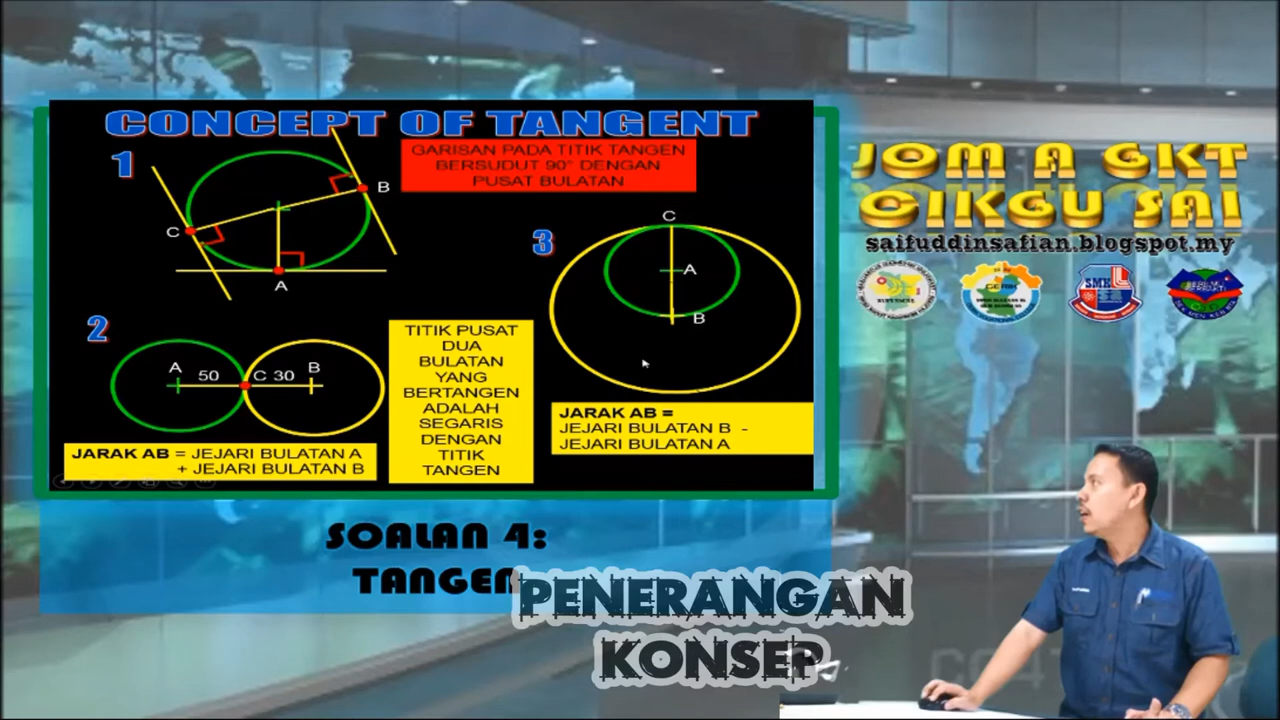 CONCEPT OF TANGENT
1
GARISAN PADA TITIK TANGEN
BERSUDUT 90° DENGAN
PUSAT BULATAN
B
C
A
2
A
50
C 30
B
JARAK AB = JEJARI BULATAN A
+ JEJARI BULATAN B
TITIK PUSAT
DUA
BULATAN
YANG
BERTANGEN
ADALAH
SEGARIS
DENGAN
TITIK
TANGEN
3
C
A
B
JARAK AB =
JEJARI BULATAN B -
JEJARI BULATAN A
JOM A GKT
CIKGU SAI
saifuddinsafian.blogspot.my
SMK
SOALAN 4:
TANGEN
PENERANGAN
KONSEP